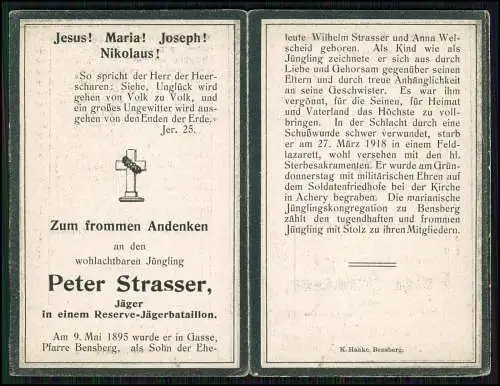 Jesus! Maria! Joseph!
Nikolaus!
„So spricht der Herr der Heer-
scharen: Siehe, Unglück wird
gehen von Volk zu Volk, und
ein großes Ungewitter wird aus-
gehen von den Enden der Erde."
Jer. 25.
Zum frommen Andenken
an den
wohlachtbaren Jüngling
Peter Strasser,
Jäger
in einem Reserve-Jägerbataillon.
Am 9. Mai 1895 wurde er in Gasse,
Pfarre Bensberg, als Sohn der Ehe-
leute Wilhelm Strasser und Anna Wel-
scheid geboren. Als Kind wie als
Jüngling zeichnete er sich aus durch
Liebe und Gehorsam gegenüber seinen
Eltern und durch treue Anhänglichkeit
an seine Geschwister. Es war ihm
vergönnt, für die Seinen, für Heimat
und Vaterland das Höchste zu voll-
bringen. In der Schlacht durch eine
Schußwunde schwer verwundet, starb
er am 27. März 1918 in einem Feld-
lazarett, wohl versehen mit den hl.
Sterbesakramenten. Er wurde am Grün-
donnerstag mit militärischen Ehren auf
dem Soldatenfriedhofe bei der Kirche
in Achery begraben. Die marianische
Jünglingskongregation zu Bensberg
zählt den tugendhaften und frommen
Jüngling mit Stolz zu ihren Mitgliedern.
K. Hanke, Bensberg.